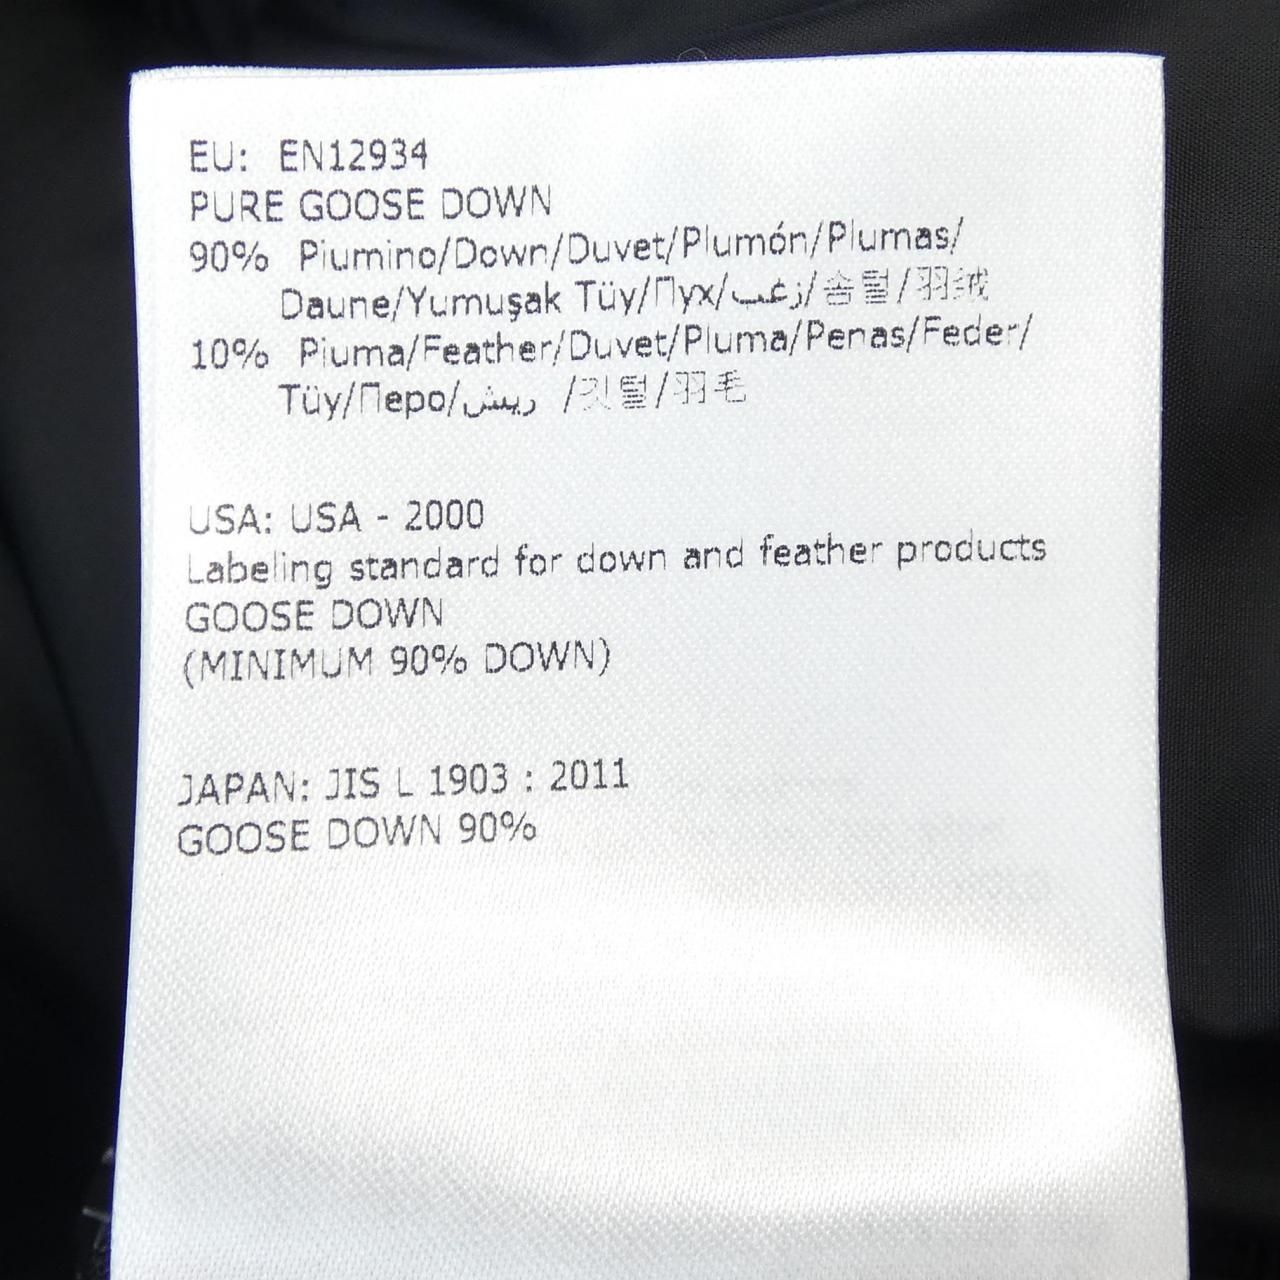 EU: EN12934
PURE GOOSE DOWN
90% Piumino/Down/Duvet/Plumón/Plumas/
Daune/Yumuşak Tüy/Пух/زغب/솜털/羽绒
10% Piuma/Feather/Duvet/Pluma/Penas/Feder/
Tüy/Перо/ريش /깃털/羽毛
USA: USA - 2000
Labeling standard for down and feather products
GOOSE DOWN
(MINIMUM 90% DOWN)
JAPAN: JIS L 1903 : 2011
GOOSE DOWN 90%